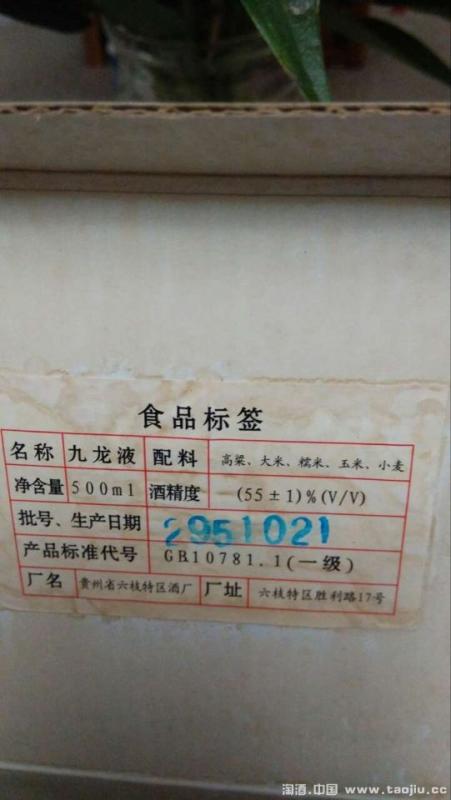 食品标签
名称 九龙液 配料 高粱、大米、糯米、玉米、小麦
净含量 500ml 酒精度 (55±1)%(V/V)
批号、生产日期 2951021
产品标准代号 GB10781.1(一级)
厂名 贵州省六枝特区酒厂 厂址 六枝特区胜利路17号
淘酒.中国 www.taojiu.cc